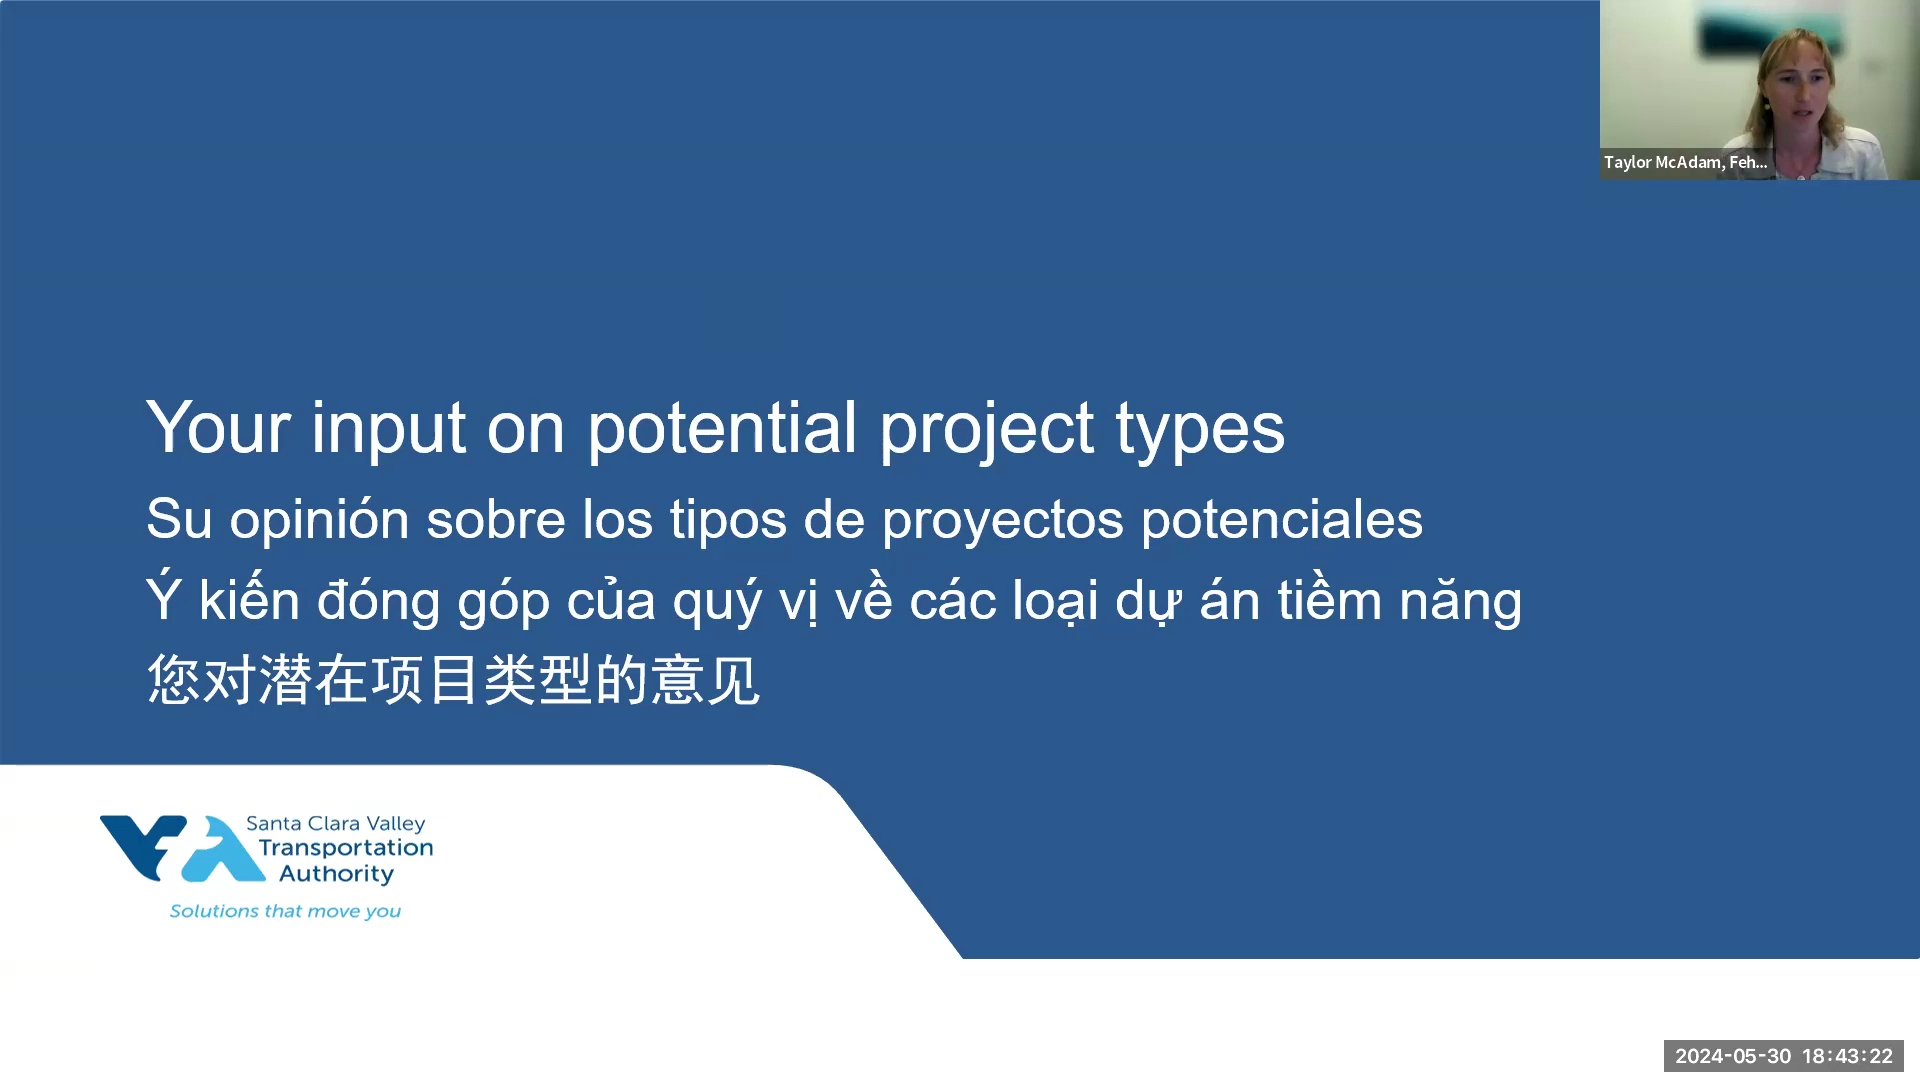 Taylor McAdam, Feh...
Your input on potential project types
Su opinión sobre los tipos de proyectos potenciales
Ý kiến đóng góp của quý vị về các loại dự án tiềm năng
您对潜在项目类型的意见
VTA
Santa Clara Valley
Transportation
Authority
Solutions that move you
2024-05-30 18:43:22